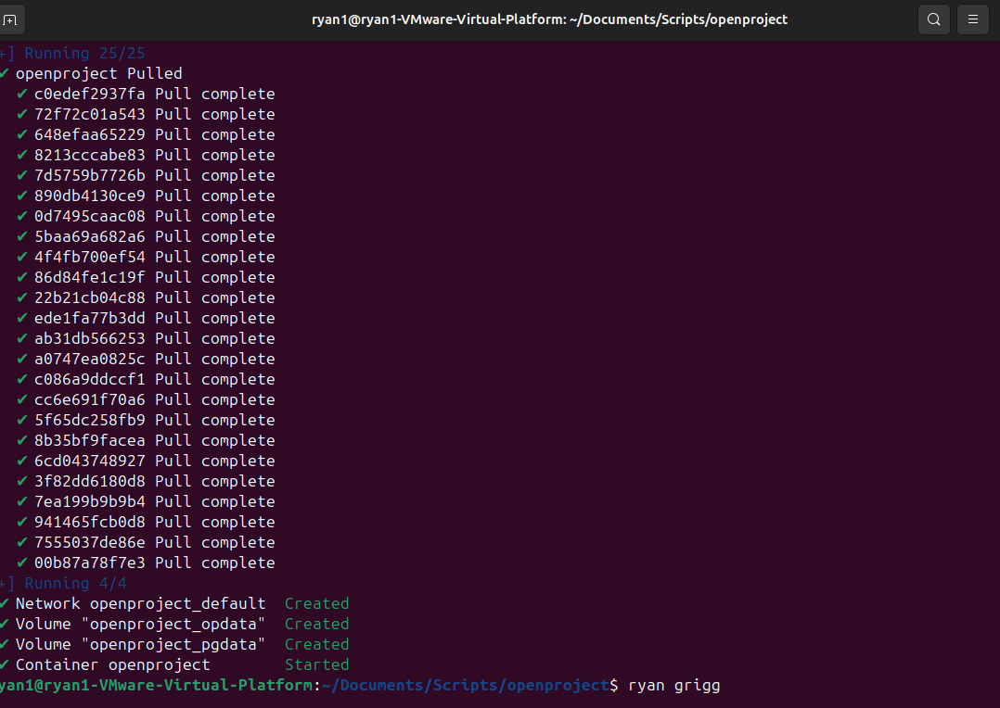 ryan1@ryan1-VMware-Virtual-Platform: ~/Documents/Scripts/openproject
+] Running 25/25
✔ openproject Pulled
✔ c0edef2937fa Pull complete
✔ 72f72c01a543 Pull complete
✔ 648efaa65229 Pull complete
✔ 8213cccabe83 Pull complete
✔ 7d5759b7726b Pull complete
✔ 890db4130ce9 Pull complete
✔ 0d7495caac08 Pull complete
✔ 5baa69a682a6 Pull complete
✔ 4f4fb700ef54 Pull complete
✔ 86d84fe1c19f Pull complete
✔ 22b21cb04c88 Pull complete
✔ ede1fa77b3dd Pull complete
✔ ab31db566253 Pull complete
✔ a0747ea0825c Pull complete
✔ c086a9ddccf1 Pull complete
✔ cc6e691f70a6 Pull complete
✔ 5f65dc258fb9 Pull complete
✔ 8b35bf9facea Pull complete
✔ 6cd043748927 Pull complete
✔ 3f82dd6180d8 Pull complete
✔ 7ea199b9b9b4 Pull complete
✔ 941465fcb0d8 Pull complete
✔ 7555037de86e Pull complete
✔ 00b87a78f7e3 Pull complete
+] Running 4/4
✔ Network openproject_default Created
✔ Volume "openproject_opdata" Created
✔ Volume "openproject_pgdata" Created
✔ Container openproject Started
yan1@ryan1-VMware-Virtual-Platform:~/Documents/Scripts/openproject$ ryan grigg